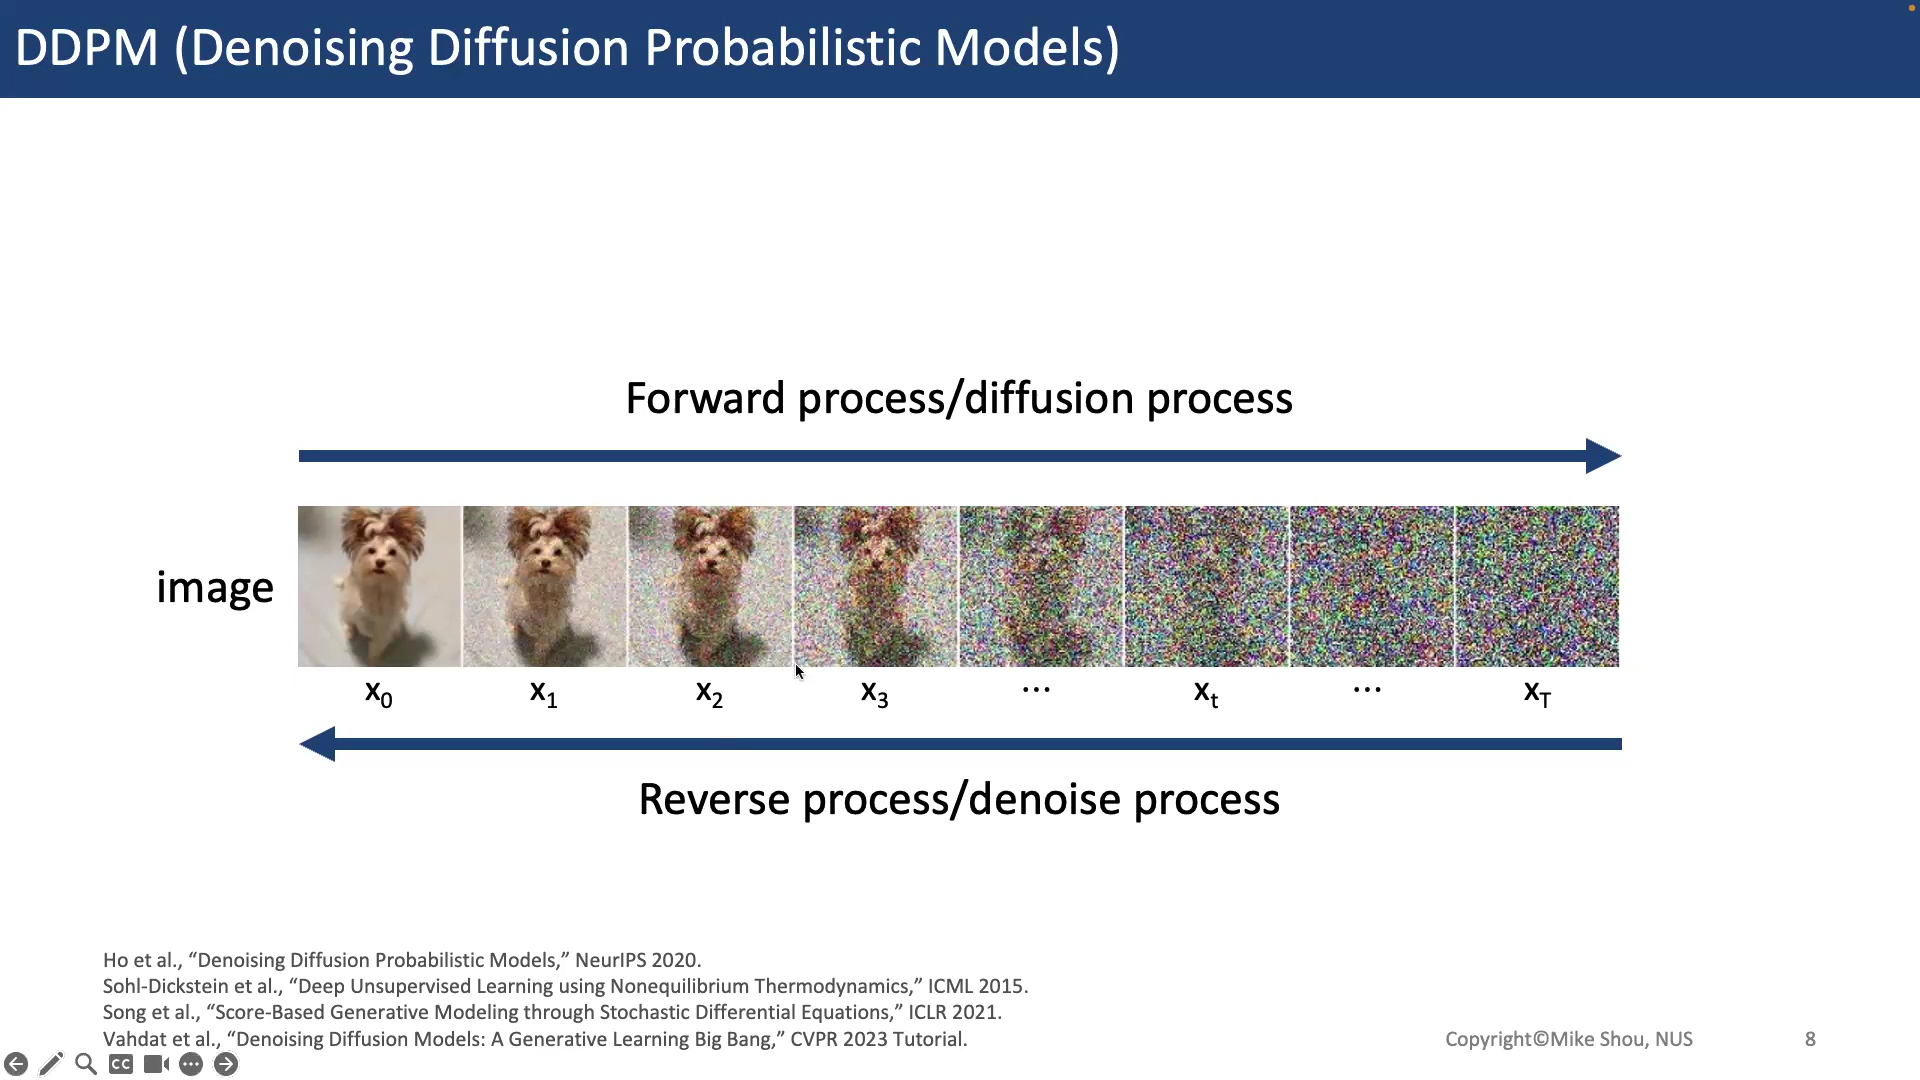 DDPM (Denoising Diffusion Probabilistic Models)
Forward process/diffusion process
image
x₀ x₁ x₂ x₃ ⋯ xₜ ⋯ x_T
Reverse process/denoise process
Ho et al., “Denoising Diffusion Probabilistic Models,” NeurIPS 2020.
Sohl-Dickstein et al., “Deep Unsupervised Learning using Nonequilibrium Thermodynamics,” ICML 2015.
Song et al., “Score-Based Generative Modeling through Stochastic Differential Equations,” ICLR 2021.
Vahdat et al., “Denoising Diffusion Models: A Generative Learning Big Bang,” CVPR 2023 Tutorial.
Copyright©Mike Shou, NUS 8
CC